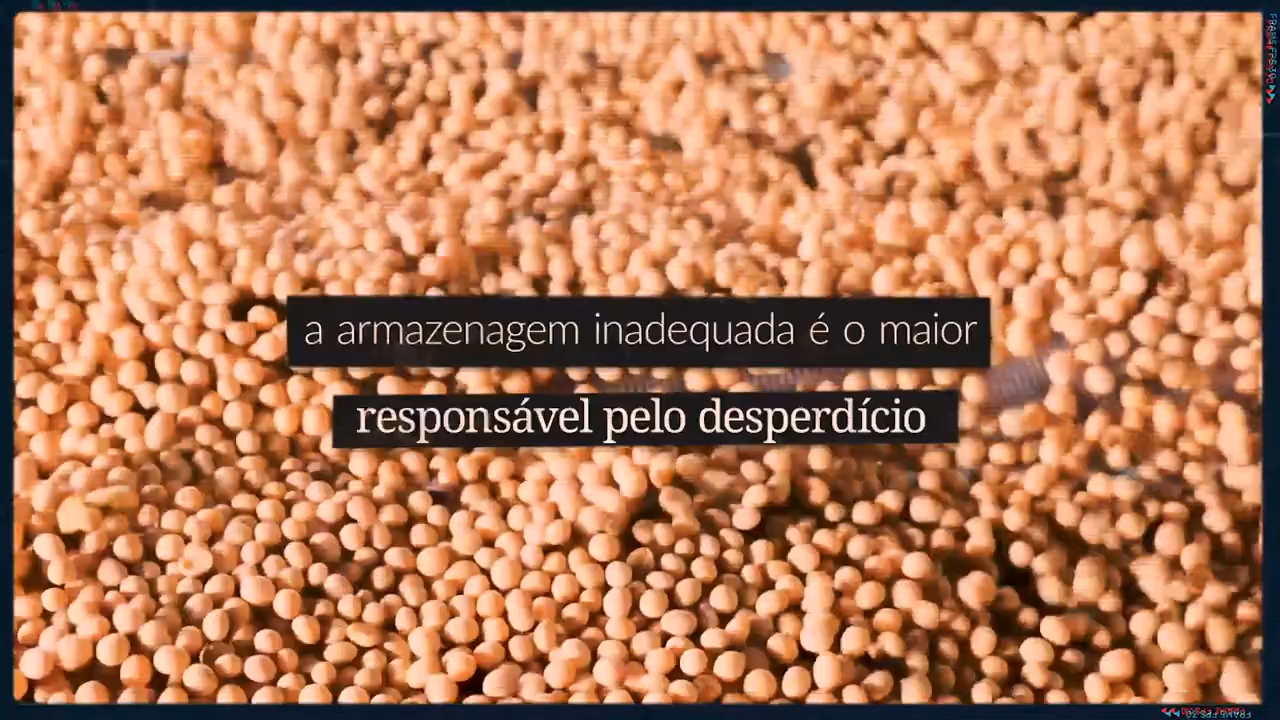 a armazenagem inadequada é o maior
responsável pelo desperdício